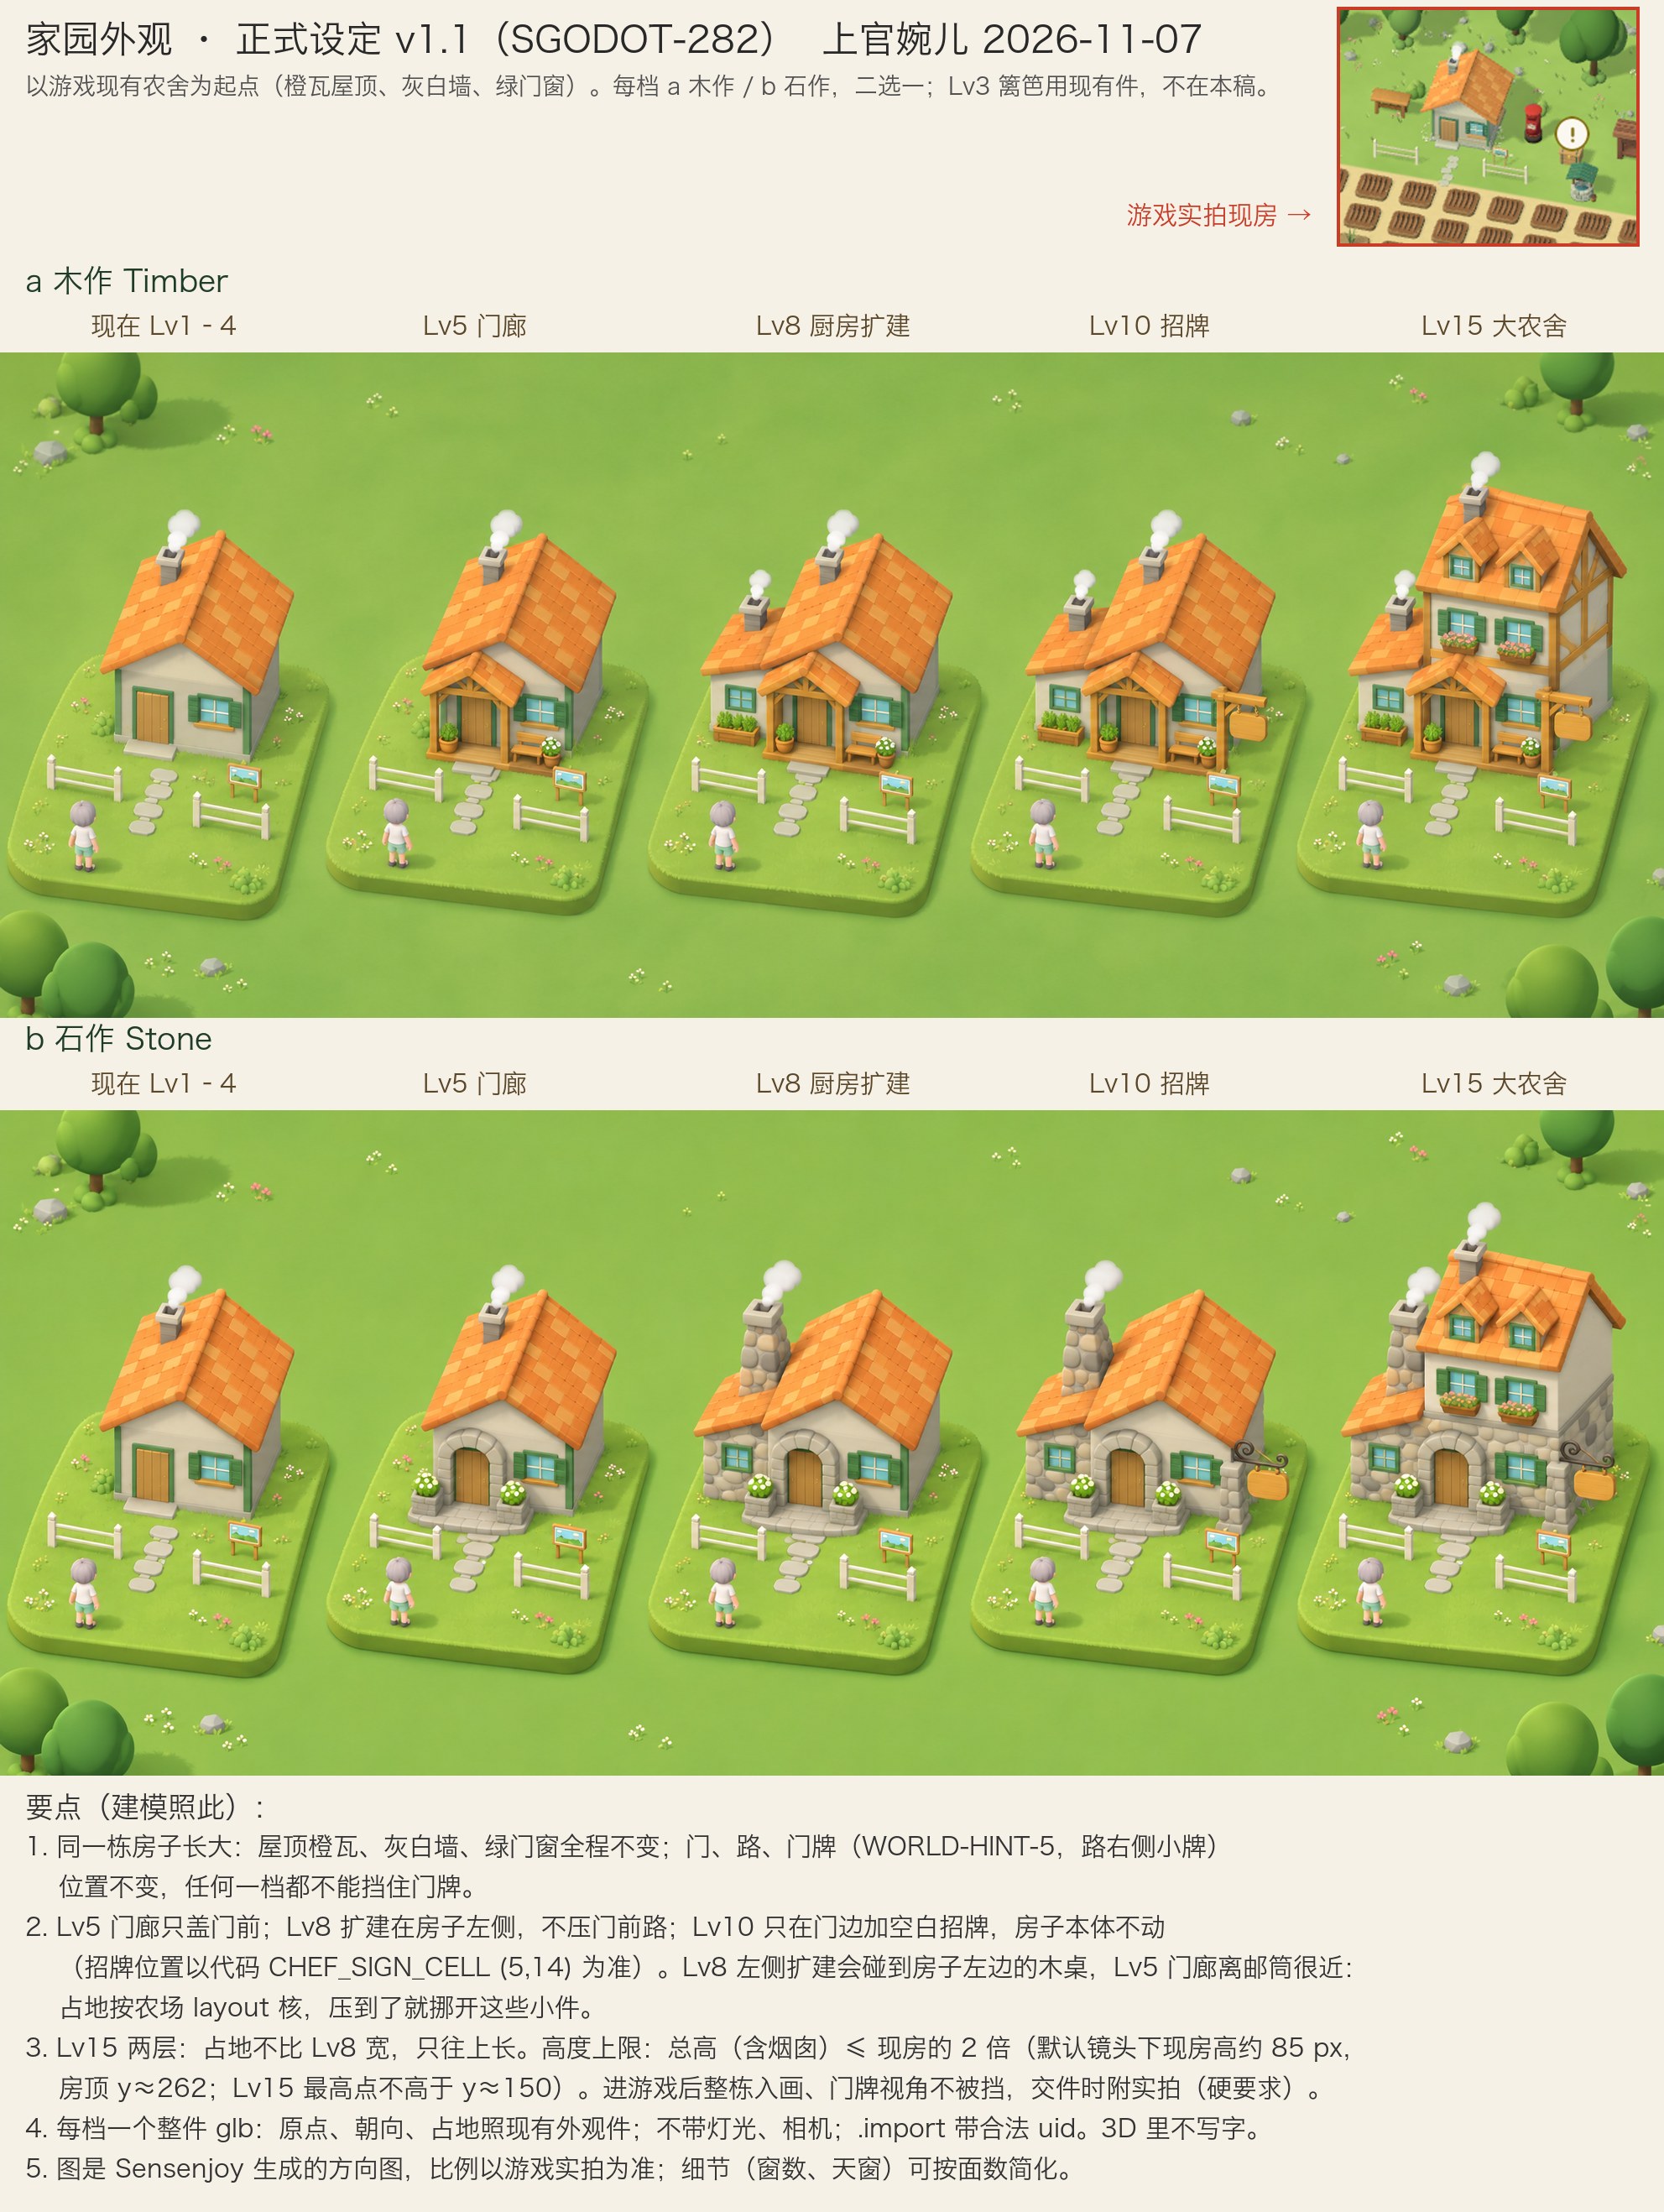 家园外观 · 正式设定 v1.1（SGODOT-282） 上官婉儿 2026-11-07
以游戏现有农舍为起点（橙瓦屋顶、灰白墙、绿门窗）。每档 a 木作 / b 石作，二选一；Lv3 篱笆用现有件，不在本稿。
!
游戏实拍现房 →
a 木作 Timber
现在 Lv1 - 4
Lv5 门廊
Lv8 厨房扩建
Lv10 招牌
Lv15 大农舍
b 石作 Stone
现在 Lv1 - 4
Lv5 门廊
Lv8 厨房扩建
Lv10 招牌
Lv15 大农舍
要点（建模照此）:
1. 同一栋房子长大：屋顶橙瓦、灰白墙、绿门窗全程不变；门、路、门牌（WORLD-HINT-5，路右侧小牌）
位置不变，任何一档都不能挡住门牌。
2. Lv5 门廊只盖门前；Lv8 扩建在房子左侧，不压门前路；Lv10 只在门边加空白招牌，房子本体不动
（招牌位置以代码 CHEF_SIGN_CELL (5,14) 为准）。Lv8 左侧扩建会碰到房子左边的木桌，Lv5 门廊离邮筒很近：
占地按农场 layout 核，压到了就挪开这些小件。
3. Lv15 两层：占地不比 Lv8 宽，只往上长。高度上限：总高（含烟囱）≤ 现房的 2 倍（默认镜头下现房高约 85 px，
房顶 y≈262；Lv15 最高点不高于 y≈150）。进游戏后整栋入画、门牌视角不被挡，交件时附实拍（硬要求）。
4. 每档一个整件 glb：原点、朝向、占地照现有外观件；不带灯光、相机；.import 带合法 uid。3D 里不写字。
5. 图是 Sensenjoy 生成的方向图，比例以游戏实拍为准；细节（窗数、天窗）可按面数简化。